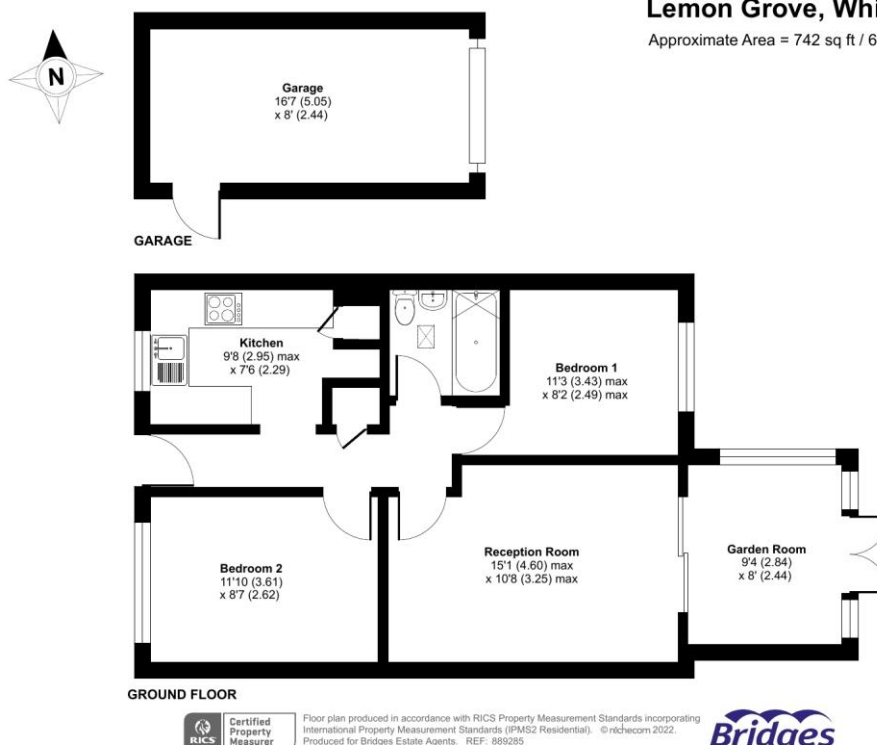 Lemon Grove, Whi
Approximate Area = 742 sq ft / 6
N
Garage
16'7 (5.05)
x 8' (2.44)
GARAGE
Kitchen
9'8 (2.95) max
x 7'6 (2.29)
Bedroom 1
11'3 (3.43) max
x 8'2 (2.49) max
Bedroom 2
11'10 (3.61)
x 8'7 (2.62)
Reception Room
15'1 (4.60) max
x 10'8 (3.25) max
Garden Room
9'4 (2.84)
x 8' (2.44)
GROUND FLOOR
RICS
Certified
Property
Measurer
Floor plan produced in accordance with RICS Property Measurement Standards incorporating
International Property Measurement Standards (IPMS2 Residential). © nichecom 2022.
Produced for Bridges Estate Agents. REF: 889285
Bridges